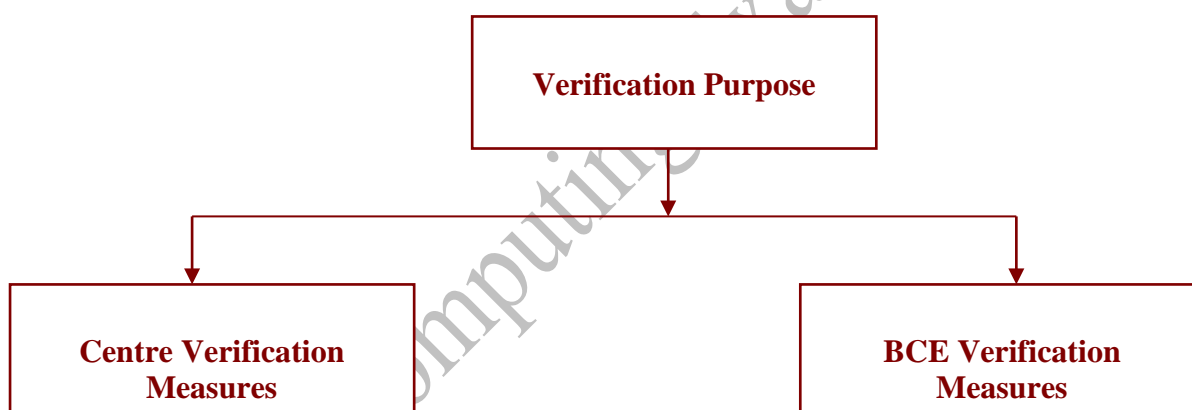 Verification Purpose
Centre Verification
Measures
BCE Verification
Measures